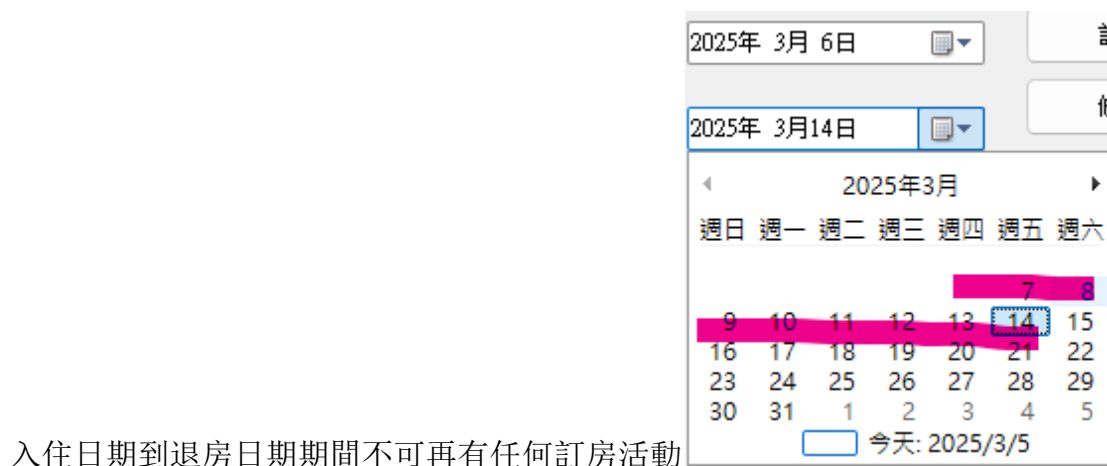 2025年 3月 6日
2025年 3月14日
2025年3月
週日 週一 週二 週三 週四 週五 週六
7 8
9 10 11 12 13 14 15
16 17 18 19 20 21 22
23 24 25 26 27 28 29
30 31 1 2 3 4 5
今天: 2025/3/5
入住日期到退房日期期間不可再有任何訂房活動